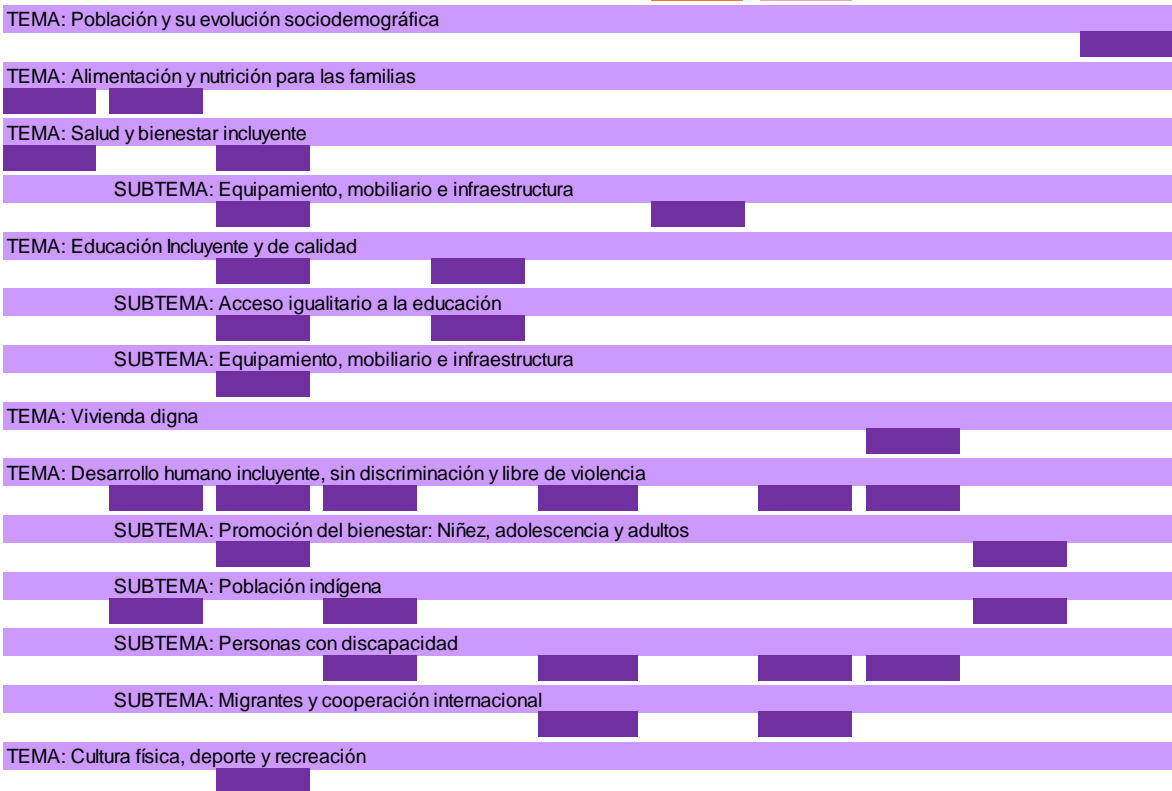 TEMA: Población y su evolución sociodemográfica
TEMA: Alimentación y nutrición para las familias
TEMA: Salud y bienestar incluyente
SUBTEMA: Equipamiento, mobiliario e infraestructura
TEMA: Educación Incluyente y de calidad
SUBTEMA: Acceso igualitario a la educación
SUBTEMA: Equipamiento, mobiliario e infraestructura
TEMA: Vivienda digna
TEMA: Desarrollo humano incluyente, sin discriminación y libre de violencia
SUBTEMA: Promoción del bienestar: Niñez, adolescencia y adultos
SUBTEMA: Población indígena
SUBTEMA: Personas con discapacidad
SUBTEMA: Migrantes y cooperación internacional
TEMA: Cultura física, deporte y recreación